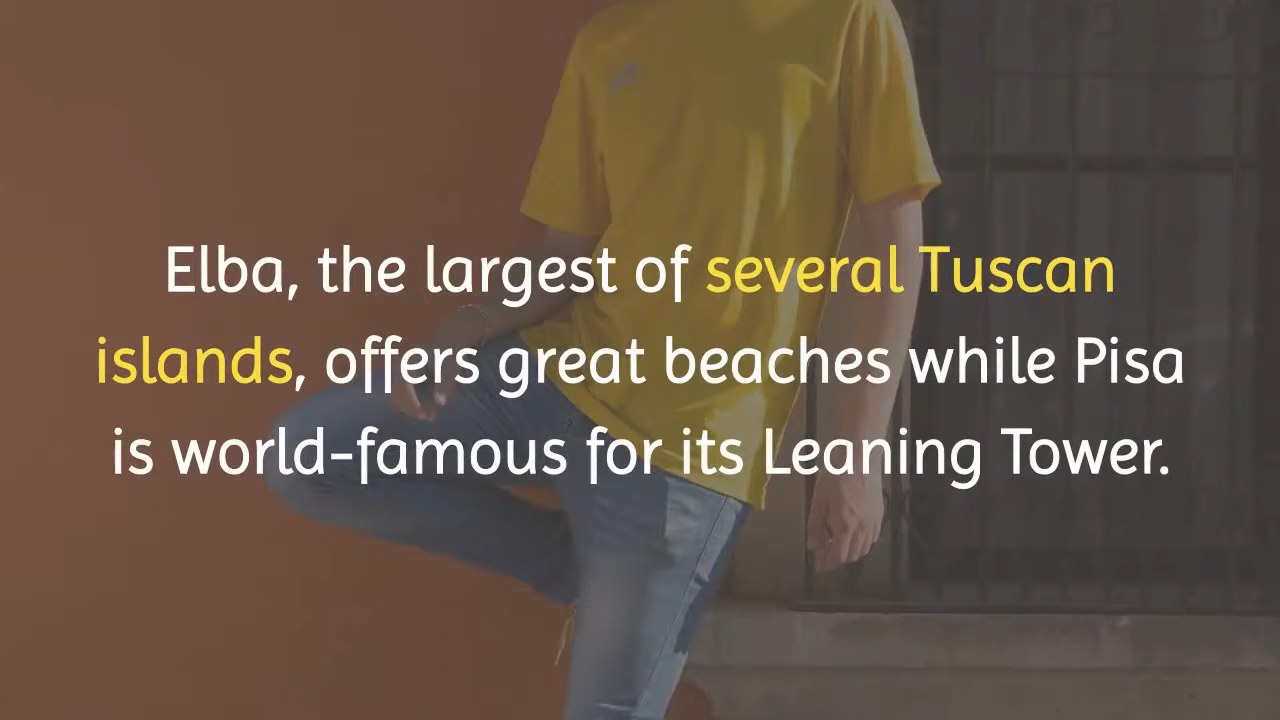 Elba, the largest of several Tuscan
islands, offers great beaches while Pisa
is world-famous for its Leaning Tower.